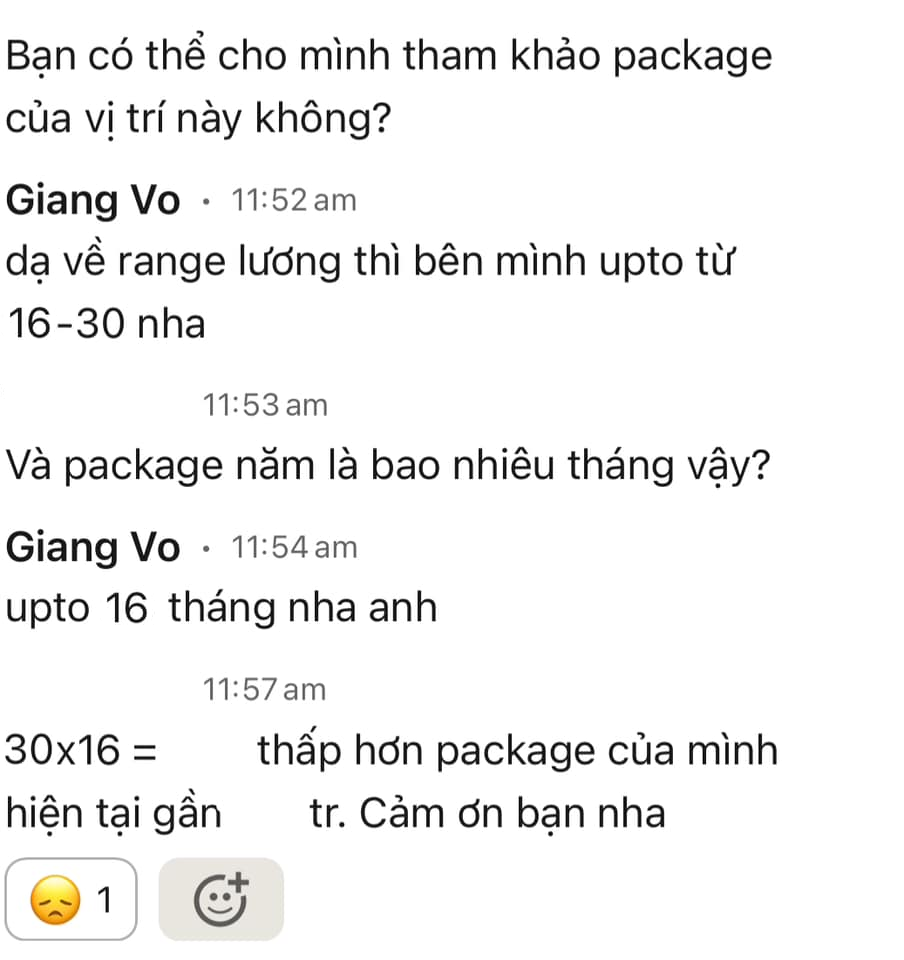 Bạn có thể cho mình tham khảo package
của vị trí này không?
Giang Vo • 11:52 am
dạ về range lương thì bên mình upto từ
16-30 nha
11:53 am
Và package năm là bao nhiêu tháng vậy?
Giang Vo • 11:54 am
upto 16 tháng nha anh
11:57 am
30x16 = thấp hơn package của mình
hiện tại gần tr. Cảm ơn bạn nha
1